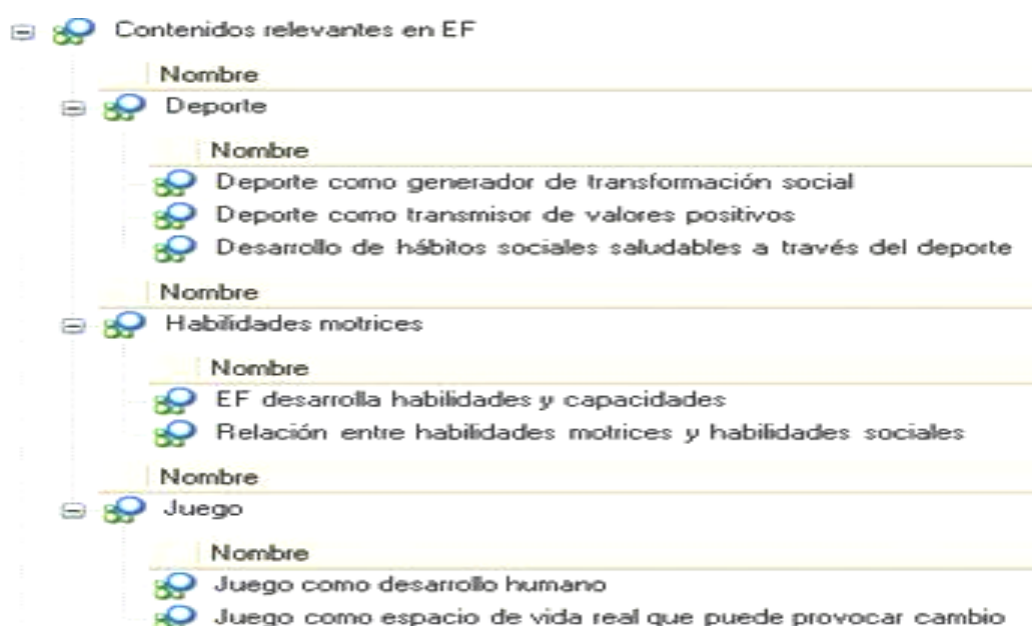 Contenidos relevantes en EF
Nombre
Deporte
Nombre
Deporte como generador de transformación social
Deporte como transmisor de valores positivos
Desarrollo de hábitos sociales saludables a través del deporte
Nombre
Habilidades motrices
Nombre
EF desarrolla habilidades y capacidades
Relación entre habilidades motrices y habilidades sociales
Nombre
Juego
Nombre
Juego como desarrollo humano
Juego como espacio de vida real que puede provocar cambio